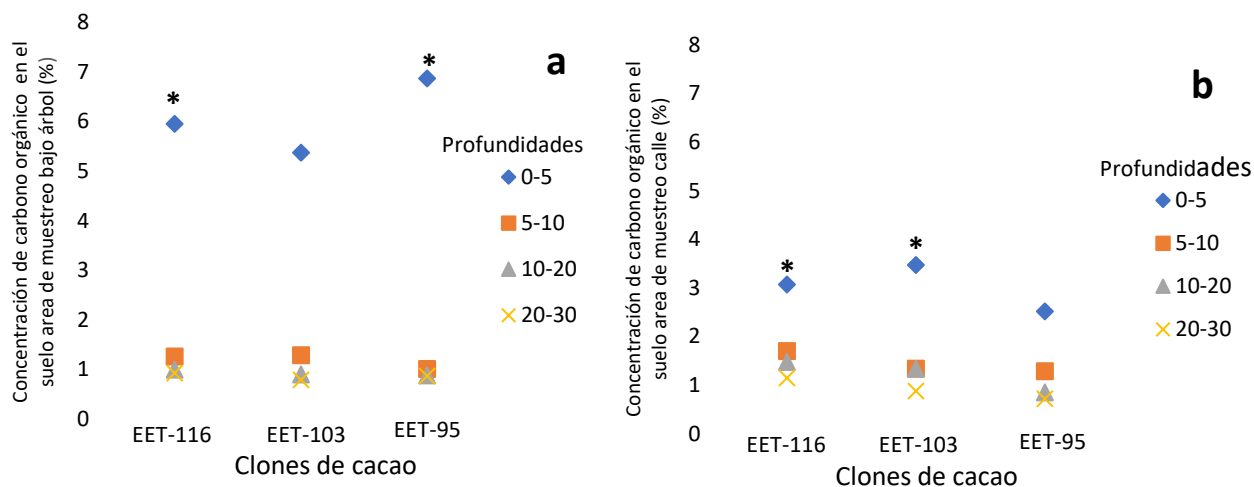 Concentración de carbono orgánico en el
suelo area de muestreo bajo árbol (%)
8
7
6
5
4
3
2
1
0
*
*
a
Profundidades
0-5
5-10
10-20
20-30
EET-116
EET-103
EET-95
Clones de cacao
Concentración de carbono orgánico en el
suelo area de muestreo calle (%)
8
7
6
5
4
3
2
1
0
*
*
b
Profundidades
0-5
5-10
10-20
20-30
EET-116
EET-103
EET-95
Clones de cacao